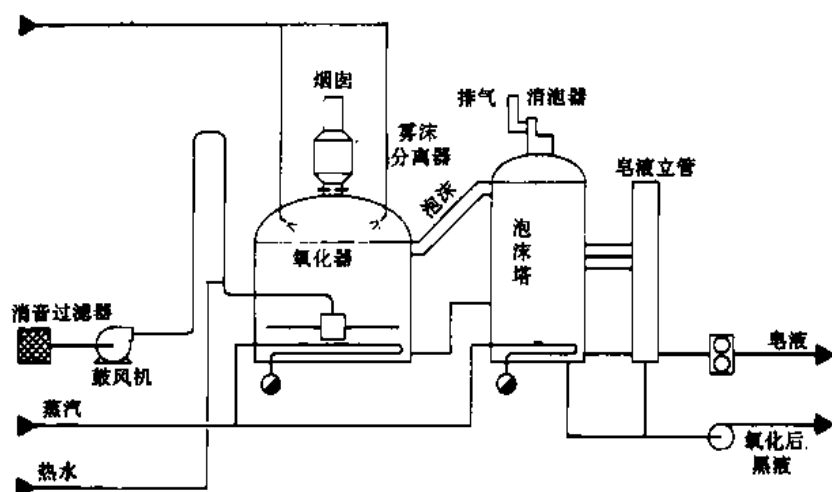 烟囱
排气
消泡器
雾沫
分离器
皂液立管
泡沫
泡
沫
塔
氧化器
消音过滤器
鼓风机
皂液
蒸汽
氧化后
黑液
热水